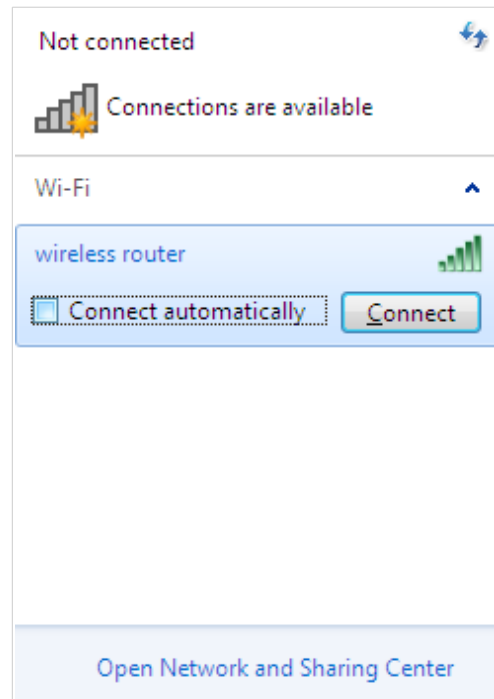 Not connected
Connections are available
Wi-Fi
wireless router
Connect automatically
Connect
Open Network and Sharing Center